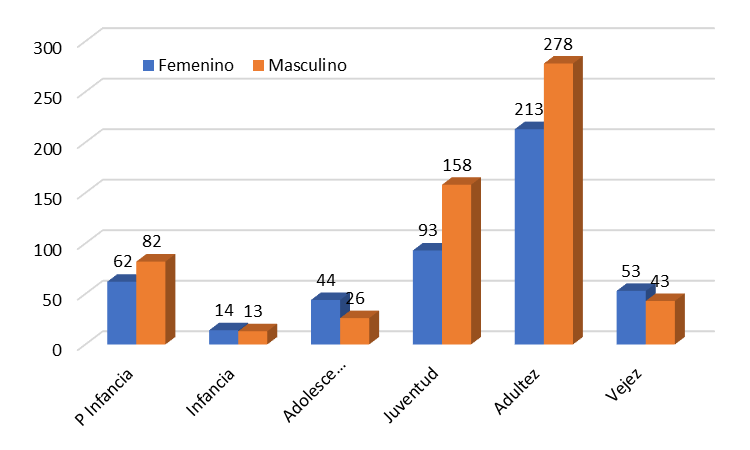 300
250
200
150
100
50
0
Femenino
Masculino
62
82
14
13
44
26
93
158
213
278
53
43
P Infancia
Infancia
Adolesce...
Juventud
Adultez
Vejez